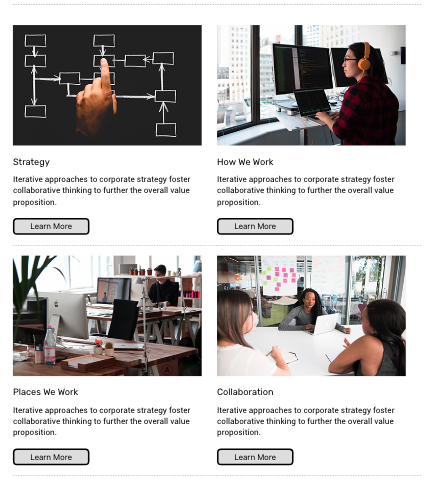 Strategy
Iterative approaches to corporate strategy foster
collaborative thinking to further the overall value
proposition.
Learn More
How We Work
Iterative approaches to corporate strategy foster
collaborative thinking to further the overall value
proposition.
Learn More
Places We Work
Iterative approaches to corporate strategy foster
collaborative thinking to further the overall value
proposition.
Learn More
Collaboration
Iterative approaches to corporate strategy foster
collaborative thinking to further the overall value
proposition.
Learn More